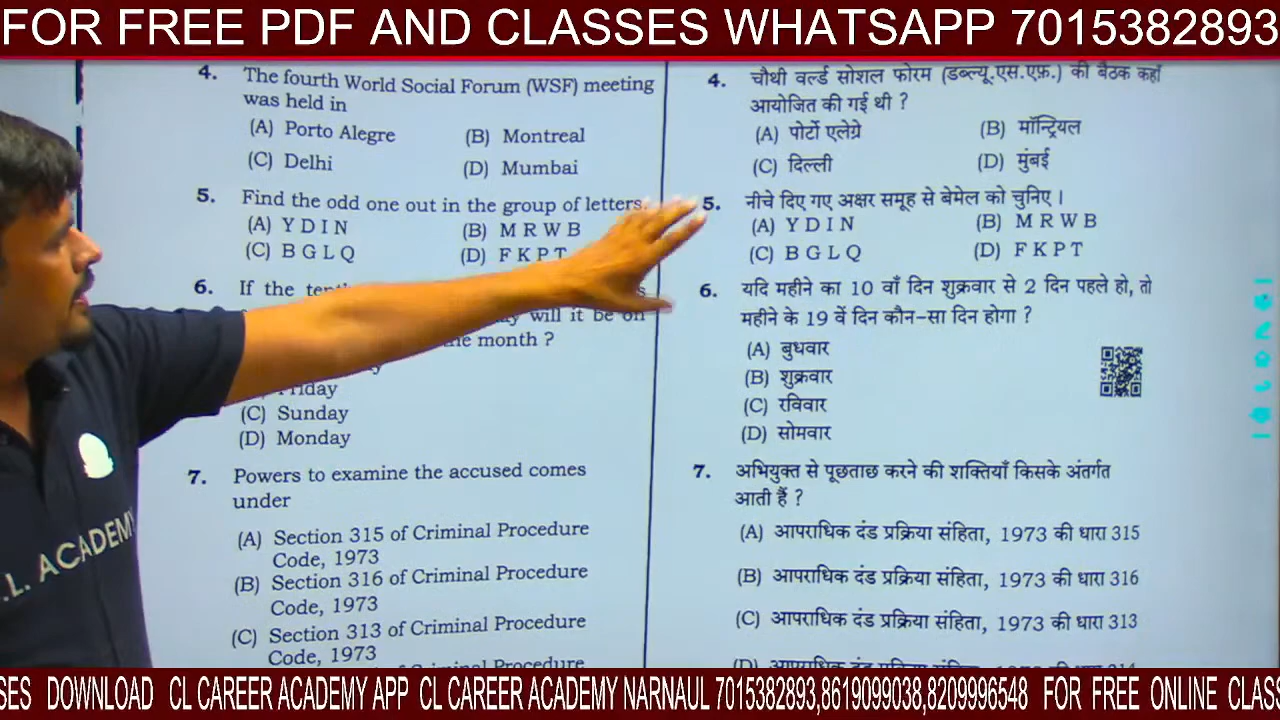 FOR FREE PDF AND CLASSES WHATSAPP 7015382893
4. The fourth World Social Forum (WSF) meeting
was held in
(A) Porto Alegre (B) Montreal
(C) Delhi (D) Mumbai
5. Find the odd one out in the group of letters.
(A) Y D I N (B) M R W B
(C) B G L Q (D) F K P T
6. If the
will it be on
month ?
Friday
(C) Sunday
(D) Monday
7. Powers to examine the accused comes
under
(A) Section 315 of Criminal Procedure
Code, 1973
(B) Section 316 of Criminal Procedure
Code, 1973
(C) Section 313 of Criminal Procedure
Code, 1973
4. चौथी वर्ल्ड सोशल फोरम (डब्ल्यू.एस.एफ़.) की बैठक कहाँ
आयोजित की गई थी ?
(A) पोर्टो एलेग्रे (B) मॉन्ट्रियल
(C) दिल्ली (D) मुंबई
5. नीचे दिए गए अक्षर समूह से बेमेल को चुनिए ।
(A) Y D I N (B) M R W B
(C) B G L Q (D) F K P T
6. यदि महीने का 10 वाँ दिन शुक्रवार से 2 दिन पहले हो, तो
महीने के 19 वें दिन कौन-सा दिन होगा ?
(A) बुधवार
(B) शुक्रवार
(C) रविवार
(D) सोमवार
7. अभियुक्त से पूछताछ करने की शक्तियाँ किसके अंतर्गत
आती हैं ?
(A) आपराधिक दंड प्रक्रिया संहिता, 1973 की धारा 315
(B) आपराधिक दंड प्रक्रिया संहिता, 1973 की धारा 316
(C) आपराधिक दंड प्रक्रिया संहिता, 1973 की धारा 313
L. ACADEMY
SES DOWNLOAD CL CAREER ACADEMY APP CL CAREER ACADEMY NARNAUL 7015382893,8619099038,8209996548 FOR FREE ONLINE CLASS